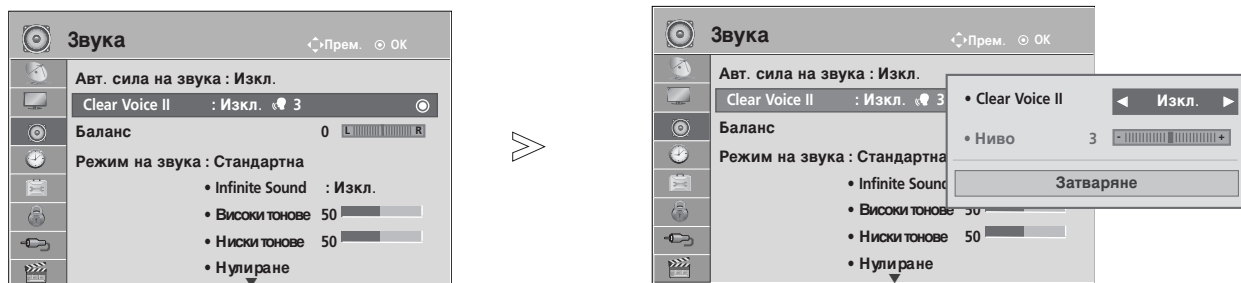 Звука
Прем. OK
Авт. сила на звука : Изкл.
Clear Voice II : Изкл. 3
Баланс 0 L R
Режим на звука : Стандартна
• Infinite Sound : Изкл.
• Високи тонове 50
• Ниски тонове 50
• Нулиране
Звука
Прем. OK
Авт. сила на звука : Изкл.
Clear Voice II : Изкл. 3
Баланс
Режим на звука : Стандартна
• Infinite Sound
• Високи тонове 50
• Ниски тонове 50
• Нулиране
• Clear Voice II ◀ Изкл. ▶
• Ниво 3 - +
Затваряне